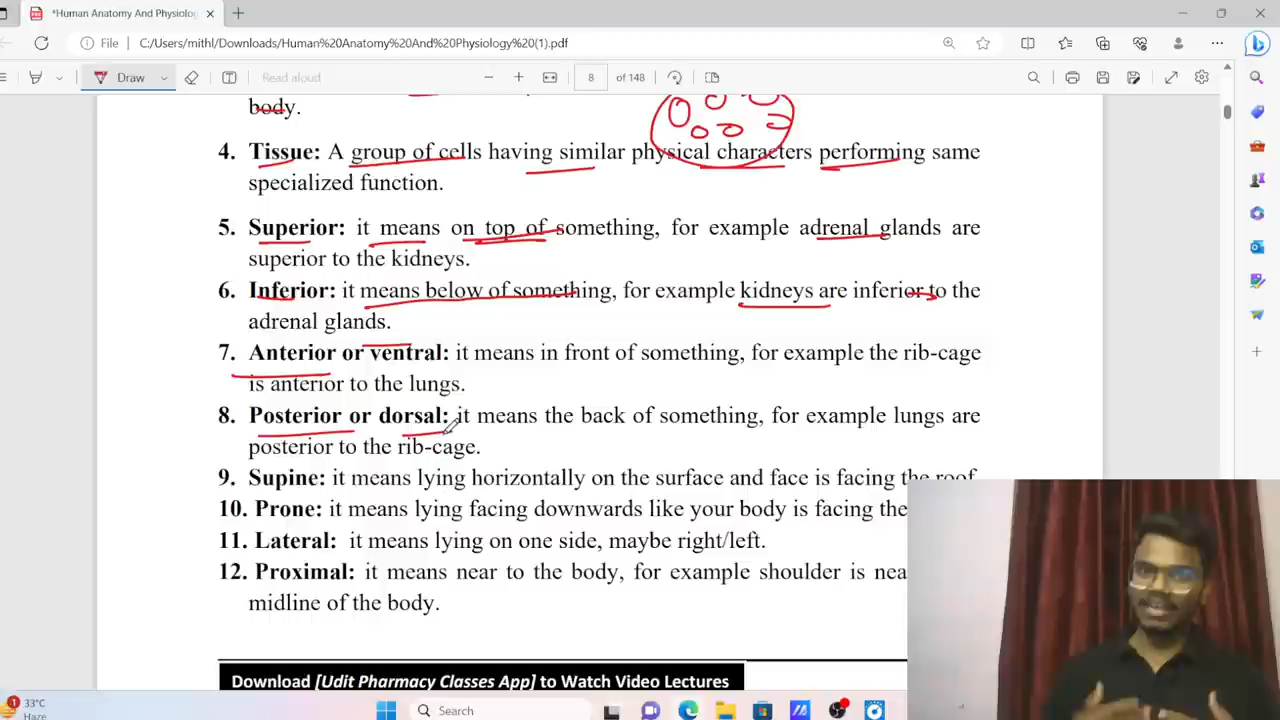 *Human Anatomy And Physiolog
File C:/Users/mithl/Downloads/Human%20Anatomy%20And%20Physiology%20(1).pdf
Draw Read aloud 8 of 148
body.
4. Tissue: A group of cells having similar physical characters performing same
specialized function.
5. Superior: it means on top of something, for example adrenal glands are
superior to the kidneys.
6. Inferior: it means below of something, for example kidneys are inferior to the
adrenal glands.
7. Anterior or ventral: it means in front of something, for example the rib-cage
is anterior to the lungs.
8. Posterior or dorsal: it means the back of something, for example lungs are
posterior to the rib-cage.
9. Supine: it means lying horizontally on the surface and face is facing the roof.
10. Prone: it means lying facing downwards like your body is facing the
11. Lateral: it means lying on one side, maybe right/left.
12. Proximal: it means near to the body, for example shoulder is nea
midline of the body.
Download [Udit Pharmacy Classes App] to Watch Video Lectures
1
33°C
Haze
Search